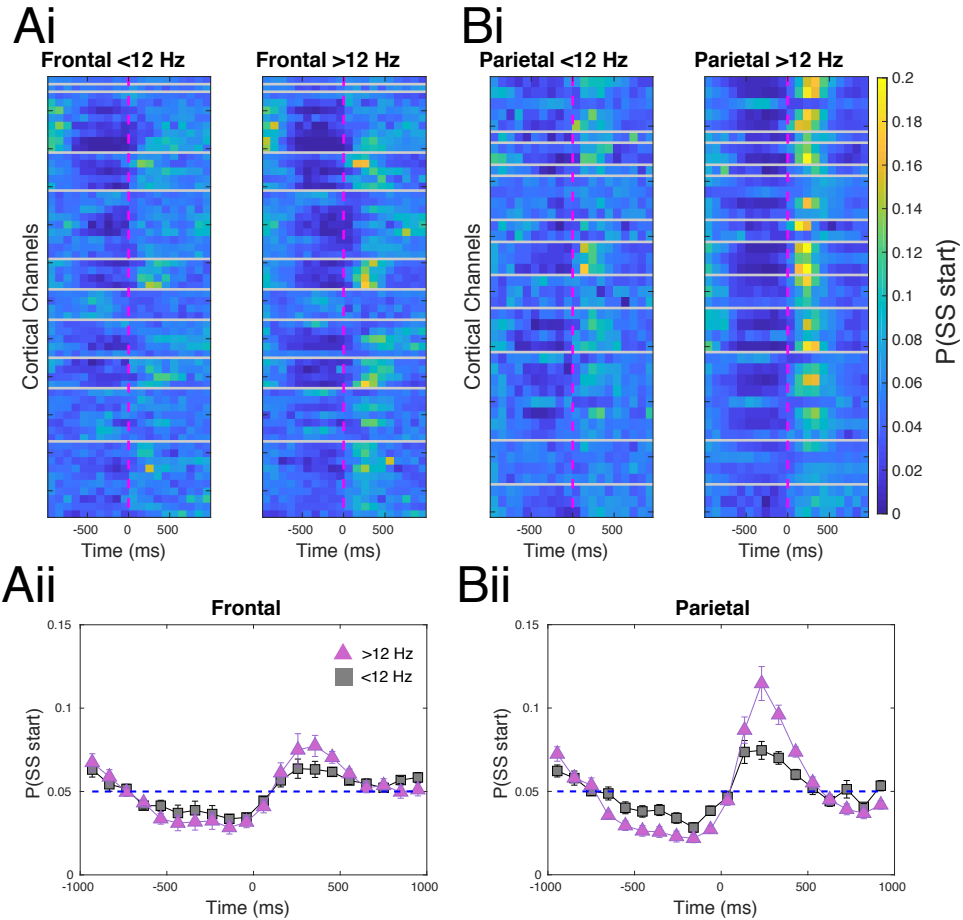 Ai
Bi
Frontal <12 Hz
Frontal >12 Hz
Parietal <12 Hz
Parietal >12 Hz
Cortical Channels
Cortical Channels
-500 0 500
-500 0 500
-500 0 500
-500 0 500
Time (ms)
Time (ms)
Time (ms)
Time (ms)
0.2
0.18
0.16
0.14
0.12
0.1
0.08
0.06
0.04
0.02
0
P(SS start)
Aii
Frontal
0.15
0.1
0.05
0
P(SS start)
>12 Hz
<12 Hz
-1000 -500 0 500 1000
Time (ms)
Bii
Parietal
0.15
0.1
0.05
0
P(SS start)
-1000 -500 0 500 1000
Time (ms)